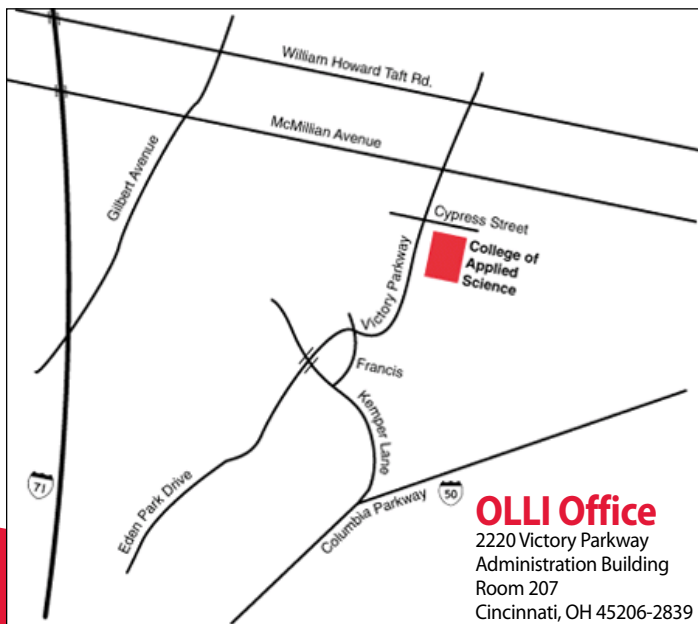 William Howard Taft Rd.
McMillian Avenue
Gilbert Avenue
Cypress Street
College of
Applied
Science
Victory Parkway
Francis
Kemper Lane
71
Eden Park Drive
Columbia Parkway
50
OLLI Office
2220 Victory Parkway
Administration Building
Room 207
Cincinnati, OH 45206-2839